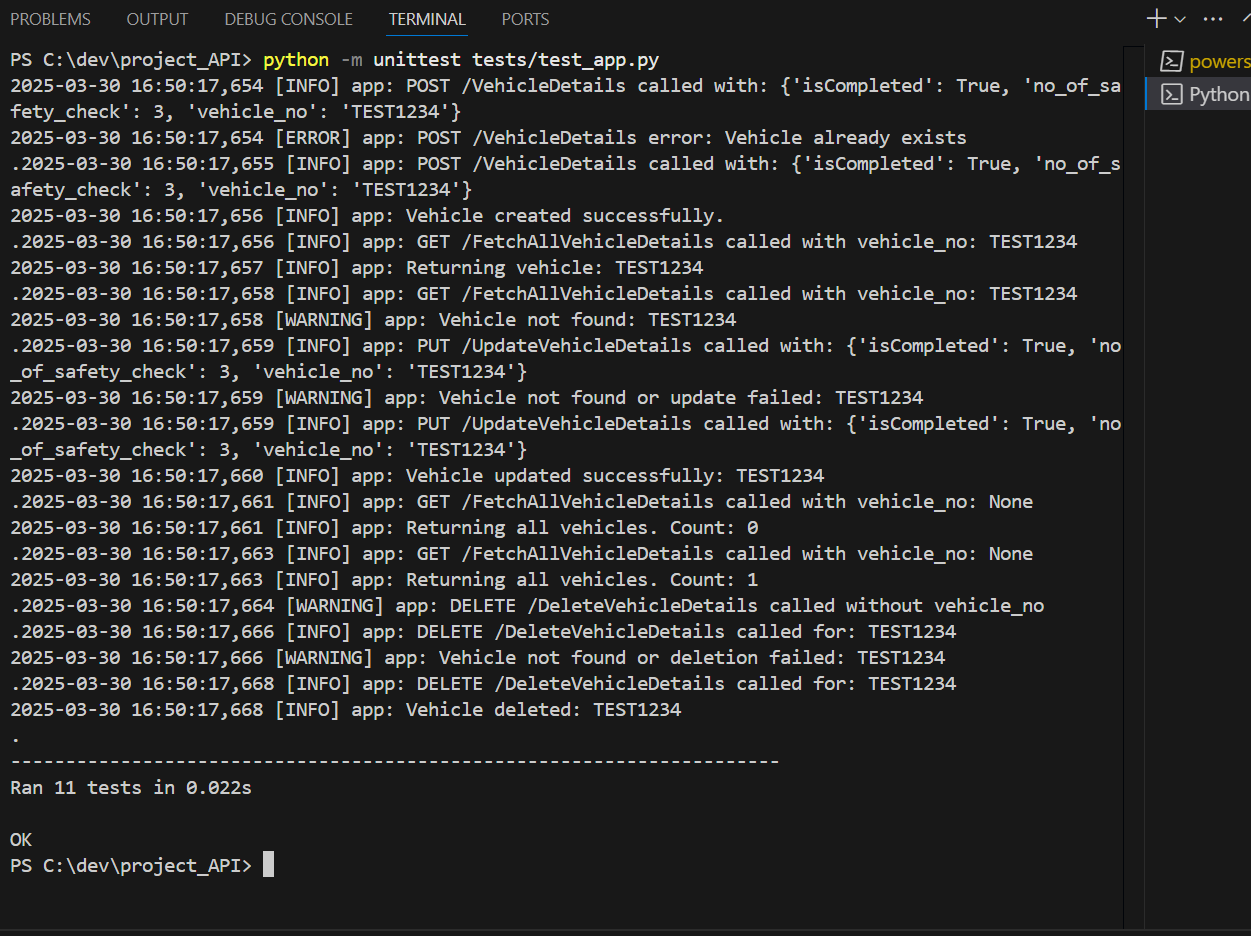 PROBLEMS OUTPUT DEBUG CONSOLE TERMINAL PORTS
powers
Python
PS C:\dev\project_API> python -m unittest tests/test_app.py
2025-03-30 16:50:17,654 [INFO] app: POST /VehicleDetails called with: {'isCompleted': True, 'no_of_sa
fety_check': 3, 'vehicle_no': 'TEST1234'}
2025-03-30 16:50:17,654 [ERROR] app: POST /VehicleDetails error: Vehicle already exists
.2025-03-30 16:50:17,655 [INFO] app: POST /VehicleDetails called with: {'isCompleted': True, 'no_of_s
afety_check': 3, 'vehicle_no': 'TEST1234'}
2025-03-30 16:50:17,656 [INFO] app: Vehicle created successfully.
.2025-03-30 16:50:17,656 [INFO] app: GET /FetchAllVehicleDetails called with vehicle_no: TEST1234
2025-03-30 16:50:17,657 [INFO] app: Returning vehicle: TEST1234
.2025-03-30 16:50:17,658 [INFO] app: GET /FetchAllVehicleDetails called with vehicle_no: TEST1234
2025-03-30 16:50:17,658 [WARNING] app: Vehicle not found: TEST1234
.2025-03-30 16:50:17,659 [INFO] app: PUT /UpdateVehicleDetails called with: {'isCompleted': True, 'no
_of_safety_check': 3, 'vehicle_no': 'TEST1234'}
2025-03-30 16:50:17,659 [WARNING] app: Vehicle not found or update failed: TEST1234
.2025-03-30 16:50:17,659 [INFO] app: PUT /UpdateVehicleDetails called with: {'isCompleted': True, 'no
_of_safety_check': 3, 'vehicle_no': 'TEST1234'}
2025-03-30 16:50:17,660 [INFO] app: Vehicle updated successfully: TEST1234
.2025-03-30 16:50:17,661 [INFO] app: GET /FetchAllVehicleDetails called with vehicle_no: None
2025-03-30 16:50:17,661 [INFO] app: Returning all vehicles. Count: 0
.2025-03-30 16:50:17,663 [INFO] app: GET /FetchAllVehicleDetails called with vehicle_no: None
2025-03-30 16:50:17,663 [INFO] app: Returning all vehicles. Count: 1
.2025-03-30 16:50:17,664 [WARNING] app: DELETE /DeleteVehicleDetails called without vehicle_no
.2025-03-30 16:50:17,666 [INFO] app: DELETE /DeleteVehicleDetails called for: TEST1234
2025-03-30 16:50:17,666 [WARNING] app: Vehicle not found or deletion failed: TEST1234
.2025-03-30 16:50:17,668 [INFO] app: DELETE /DeleteVehicleDetails called for: TEST1234
2025-03-30 16:50:17,668 [INFO] app: Vehicle deleted: TEST1234
.
----------------------------------------------------------------------
Ran 11 tests in 0.022s
OK
PS C:\dev\project_API>